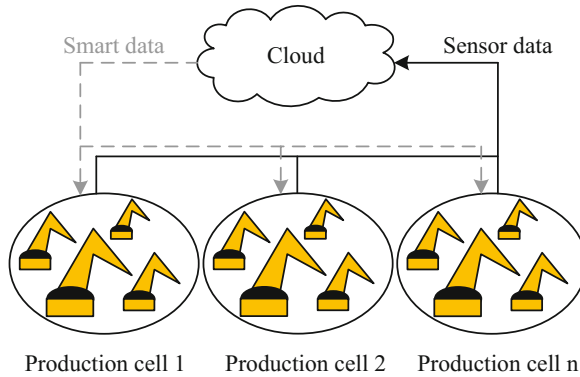 Smart data
Cloud
Sensor data
Production cell 1
Production cell 2
Production cell n